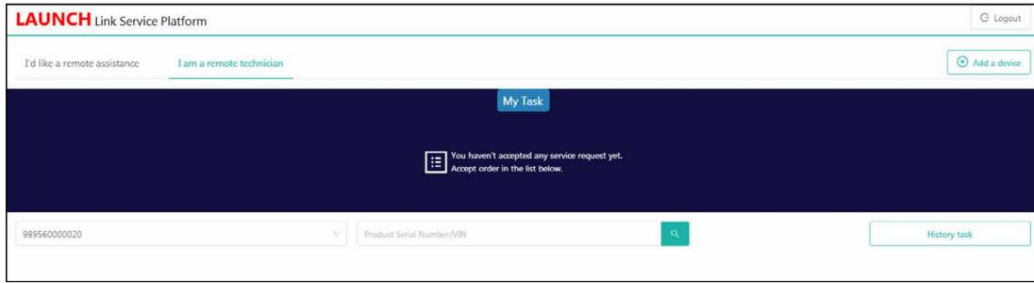 LAUNCH Link Service Platform
Logout
I'd like a remote assistance
I am a remote technician
Add a device
My Task
You haven't accepted any service request yet.
Accept order in the list below.
989560000020
Product Serial Number/VIN
History task